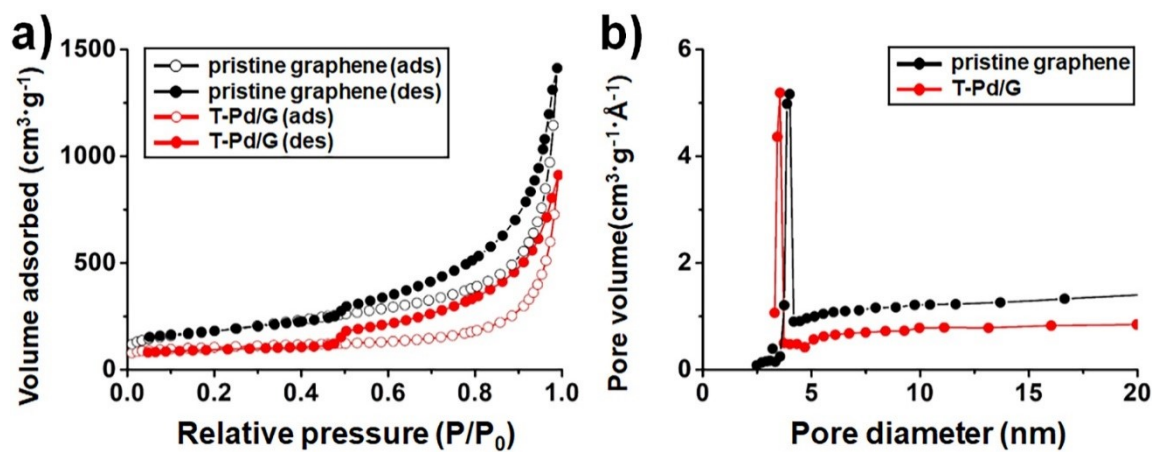 a)
Volume adsorbed (cm³·g⁻¹)
1500
1000
500
0
pristine graphene (ads)
pristine graphene (des)
T-Pd/G (ads)
T-Pd/G (des)
0.0 0.2 0.4 0.6 0.8 1.0
Relative pressure (P/P₀)
b)
Pore volume(cm³·g⁻¹·Å⁻¹)
6
4
2
0
pristine graphene
T-Pd/G
0 5 10 15 20
Pore diameter (nm)